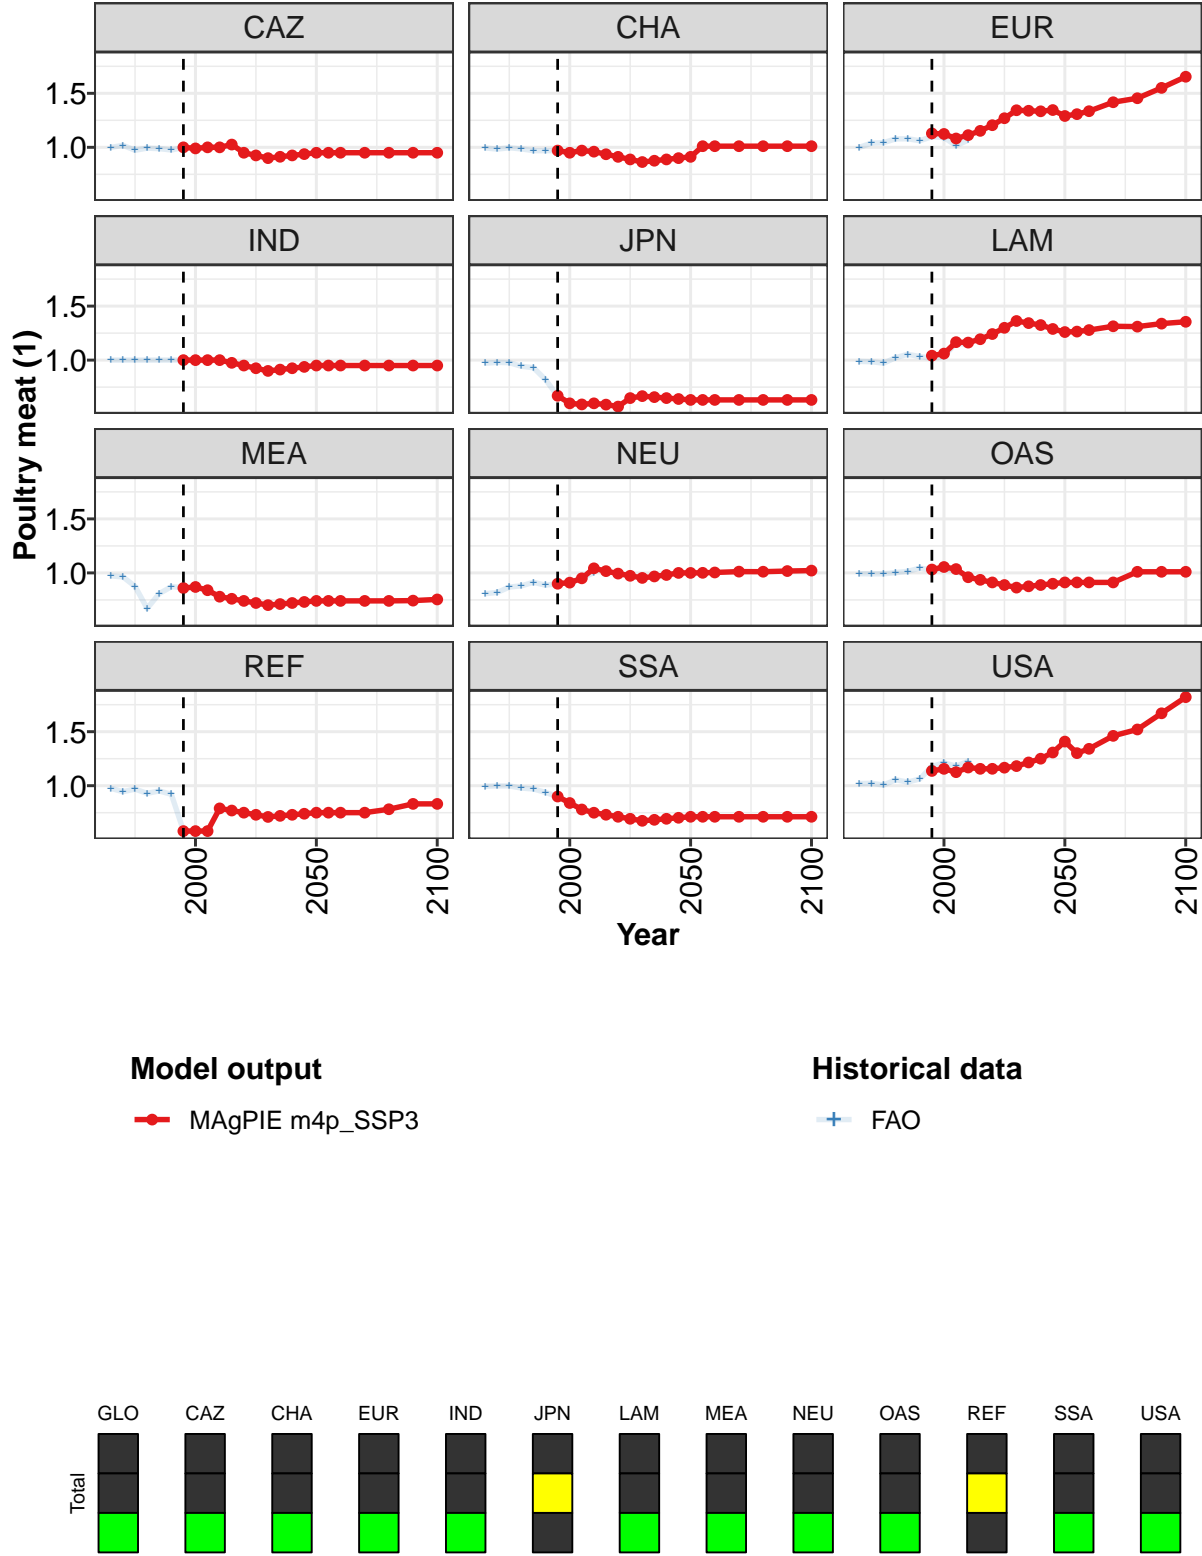 CAZ CHA EUR
1.5
1.0
IND JPN LAM
1.5
1.0
MEA NEU OAS
1.5
1.0
REF SSA USA
1.5
1.0
Poultry meat (1)
2000 2050 2100 2000 2050 2100 2000 2050 2100
Year
Model output Historical data
MAgPIE m4p_SSP3 FAO
GLO CAZ CHA EUR IND JPN LAM MEA NEU OAS REF SSA USA
Total